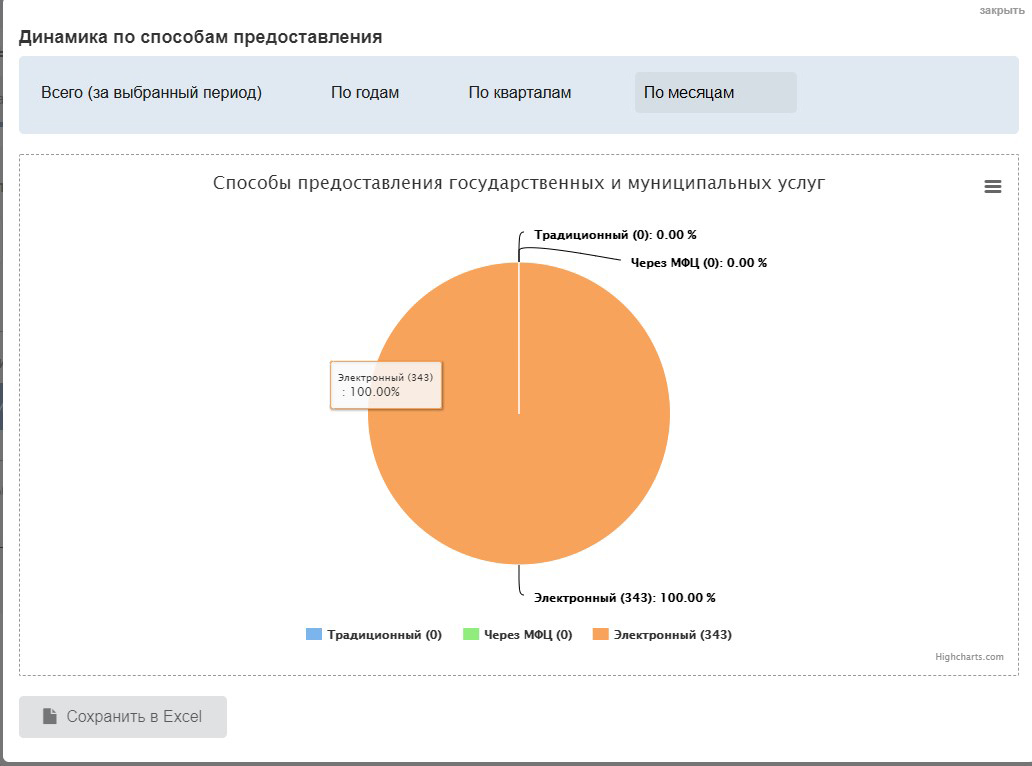 закрыть
Динамика по способам предоставления
Всего (за выбранный период) По годам По кварталам По месяцам
Способы предоставления государственных и муниципальных услуг
Традиционный (0): 0.00 %
Через МФЦ (0): 0.00 %
Электронный (343)
: 100.00%
Электронный (343): 100.00 %
Традиционный (0) Через МФЦ (0) Электронный (343)
Highcharts.com
Сохранить в Excel